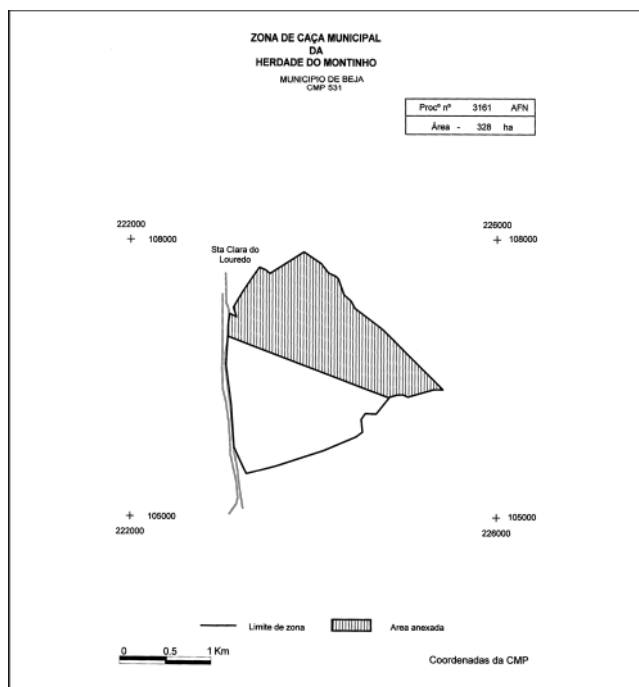 ZONA DE CAÇA MUNICIPAL
DA
HERDADE DO MONTINHO
MUNICIPIO DE BEJA
CMP 531
Procº nº 3161 AFN
Área - 328 ha
222000
108000
226000
108000
Sta Clara do
Louredo
105000
222000
105000
226000
Limite de zona
Area anexada
0 0.5 1 Km
Coordenadas da CMP